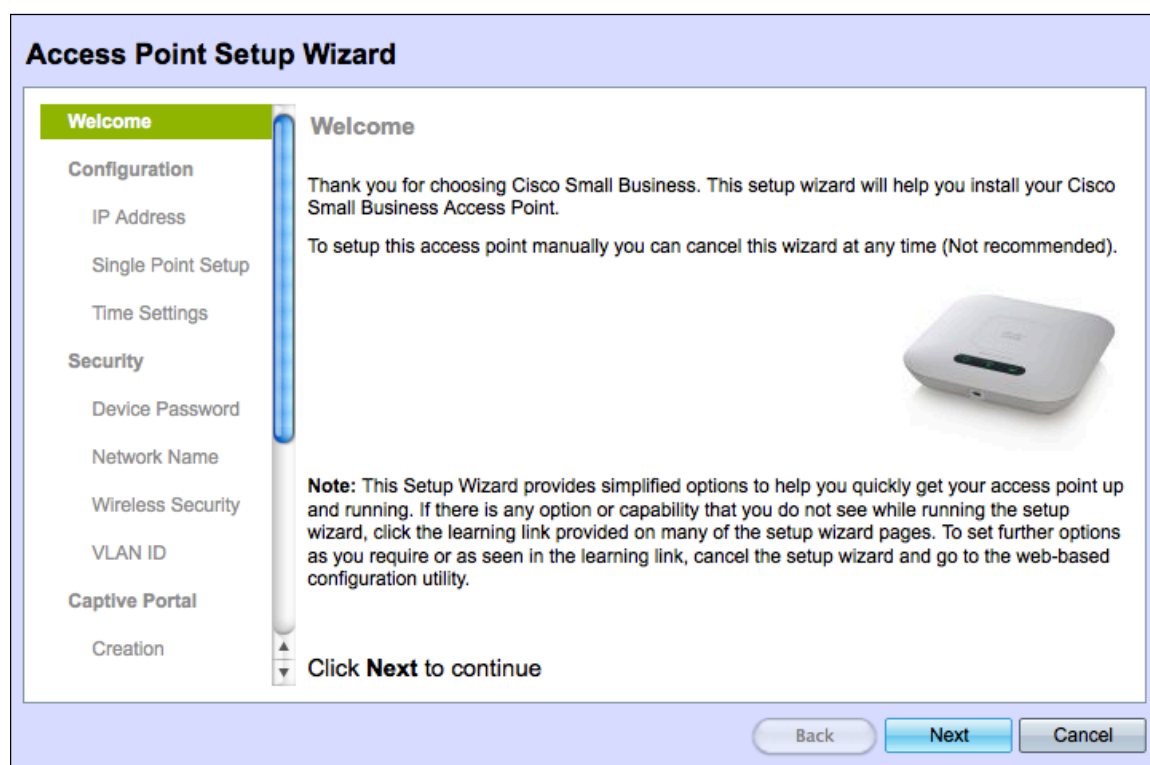 Access Point Setup Wizard
Welcome
Configuration
IP Address
Single Point Setup
Time Settings
Security
Device Password
Network Name
Wireless Security
VLAN ID
Captive Portal
Creation
Welcome
Thank you for choosing Cisco Small Business. This setup wizard will help you install your Cisco
Small Business Access Point.
To setup this access point manually you can cancel this wizard at any time (Not recommended).
Note: This Setup Wizard provides simplified options to help you quickly get your access point up
and running. If there is any option or capability that you do not see while running the setup
wizard, click the learning link provided on many of the setup wizard pages. To set further options
as you require or as seen in the learning link, cancel the setup wizard and go to the web-based
configuration utility.
Click Next to continue
Back
Next
Cancel